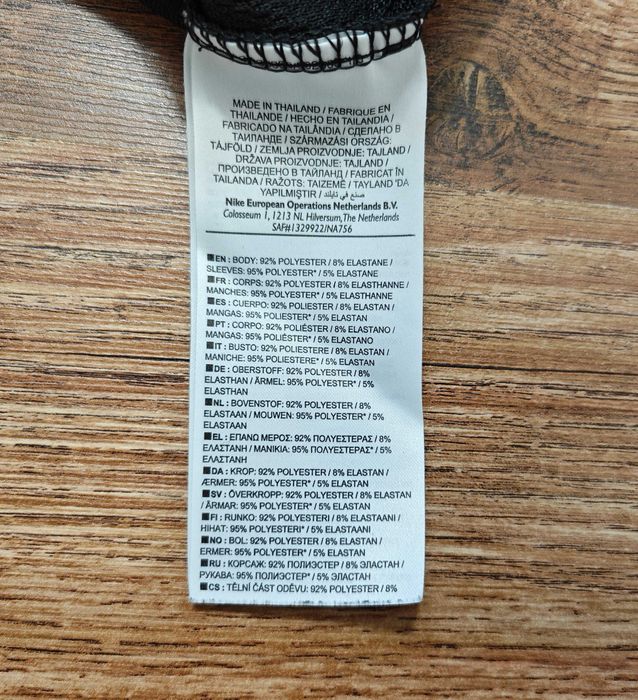 MADE IN THAILAND / FABRIQUE EN
THAILANDE / HECHO EN TAILANDIA /
FABRICADO NA TAILÂNDIA / СДЕЛАНО В
ТАИЛАНДЕ / SZÁRMAZÁSI ORSZÁG:
TÁJFÖLD / ZEMLJA PROIZVODNJE: TAJLAND /
DRŽAVA PROIZVODNJE: TAJLAND /
ПРОИЗВЕДЕНО В ТАЙЛАНД / FABRICAT ÎN
TAILANDA / RAŽOTS: TAIZEMĒ / TAYLAND 'DA
YAPILMIŞTIR / صنع في تايلند
Nike European Operations Netherlands B.V.
Colosseum 1, 1213 NL Hilversum, The Netherlands
SAF#1329922/NA756
EN : BODY: 92% POLYESTER / 8% ELASTANE /
SLEEVES: 95% POLYESTER* / 5% ELASTANE
FR : CORPS: 92% POLYESTER / 8% ELASTHANNE /
MANCHES: 95% POLYESTER* / 5% ELASTHANNE
ES : CUERPO: 92% POLIESTER / 8% ELASTAN /
MANGAS: 95% POLIESTER* / 5% ELASTAN
PT : CORPO: 92% POLIÉSTER / 8% ELASTANO /
MANGAS: 95% POLIÉSTER* / 5% ELASTANO
IT : BUSTO: 92% POLIESTERE / 8% ELASTAN /
MANICHE: 95% POLIESTERE* / 5% ELASTAN
DE : OBERSTOFF: 92% POLYESTER / 8%
ELASTHAN / ÄRMEL: 95% POLYESTER* / 5%
ELASTHAN
NL : BOVENSTOF: 92% POLYESTER / 8%
ELASTAAN / MOUWEN: 95% POLYESTER* / 5%
ELASTAAN
EL : ΕΠΑΝΩ ΜΕΡΟΣ: 92% ΠΟΛΥΕΣΤΕΡΑΣ / 8%
ΕΛΑΣΤΑΝΗ / ΜΑΝΙΚΙΑ: 95% ΠΟΛΥΕΣΤΕΡΑΣ* / 5%
ΕΛΑΣΤΑΝΗ
DA : KROP: 92% POLYESTER / 8% ELASTAN /
ÆRMER: 95% POLYESTER* / 5% ELASTAN
SV : ÖVERKROPP: 92% POLYESTER / 8% ELASTAN
/ ÄRMAR: 95% POLYESTER* / 5% ELASTAN
FI : RUNKO: 92% POLYESTERI / 8% ELASTAANI /
HIHAT: 95% POLYESTERI* / 5% ELASTAANI
NO : BOL: 92% POLYESTER / 8% ELASTAN /
ERMER: 95% POLYESTER* / 5% ELASTAN
RU : КОРСАЖ: 92% ПОЛИЭСТЕР / 8% ЭЛАСТАН /
РУКАВА: 95% ПОЛИЭСТЕР* / 5% ЭЛАСТАН
CS : TĚLNÍ ČÁST ODĚVU: 92% POLYESTER / 8%